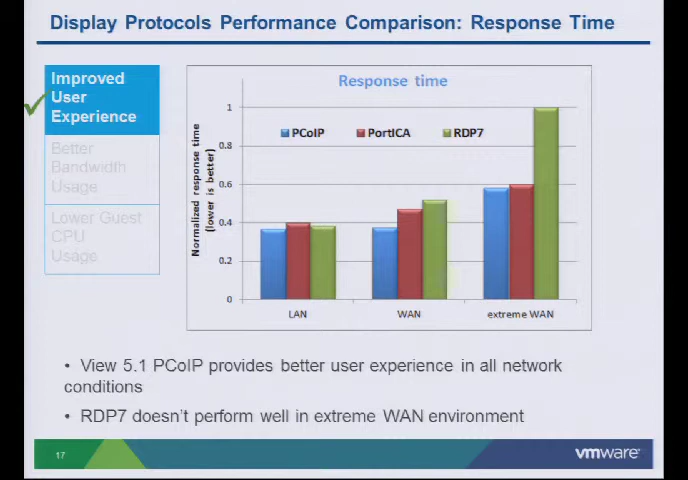 Display Protocols Performance Comparison: Response Time
Improved
User
Experience
Better
Bandwidth
Usage
Lower Guest
CPU
Usage
Response time
Normalized response time
(lower is better)
1
0.8
0.6
0.4
0.2
0
PCoIP
PortICA
RDP7
LAN
WAN
extreme WAN
• View 5.1 PCoIP provides better user experience in all network
conditions
• RDP7 doesn't perform well in extreme WAN environment
17
vmware